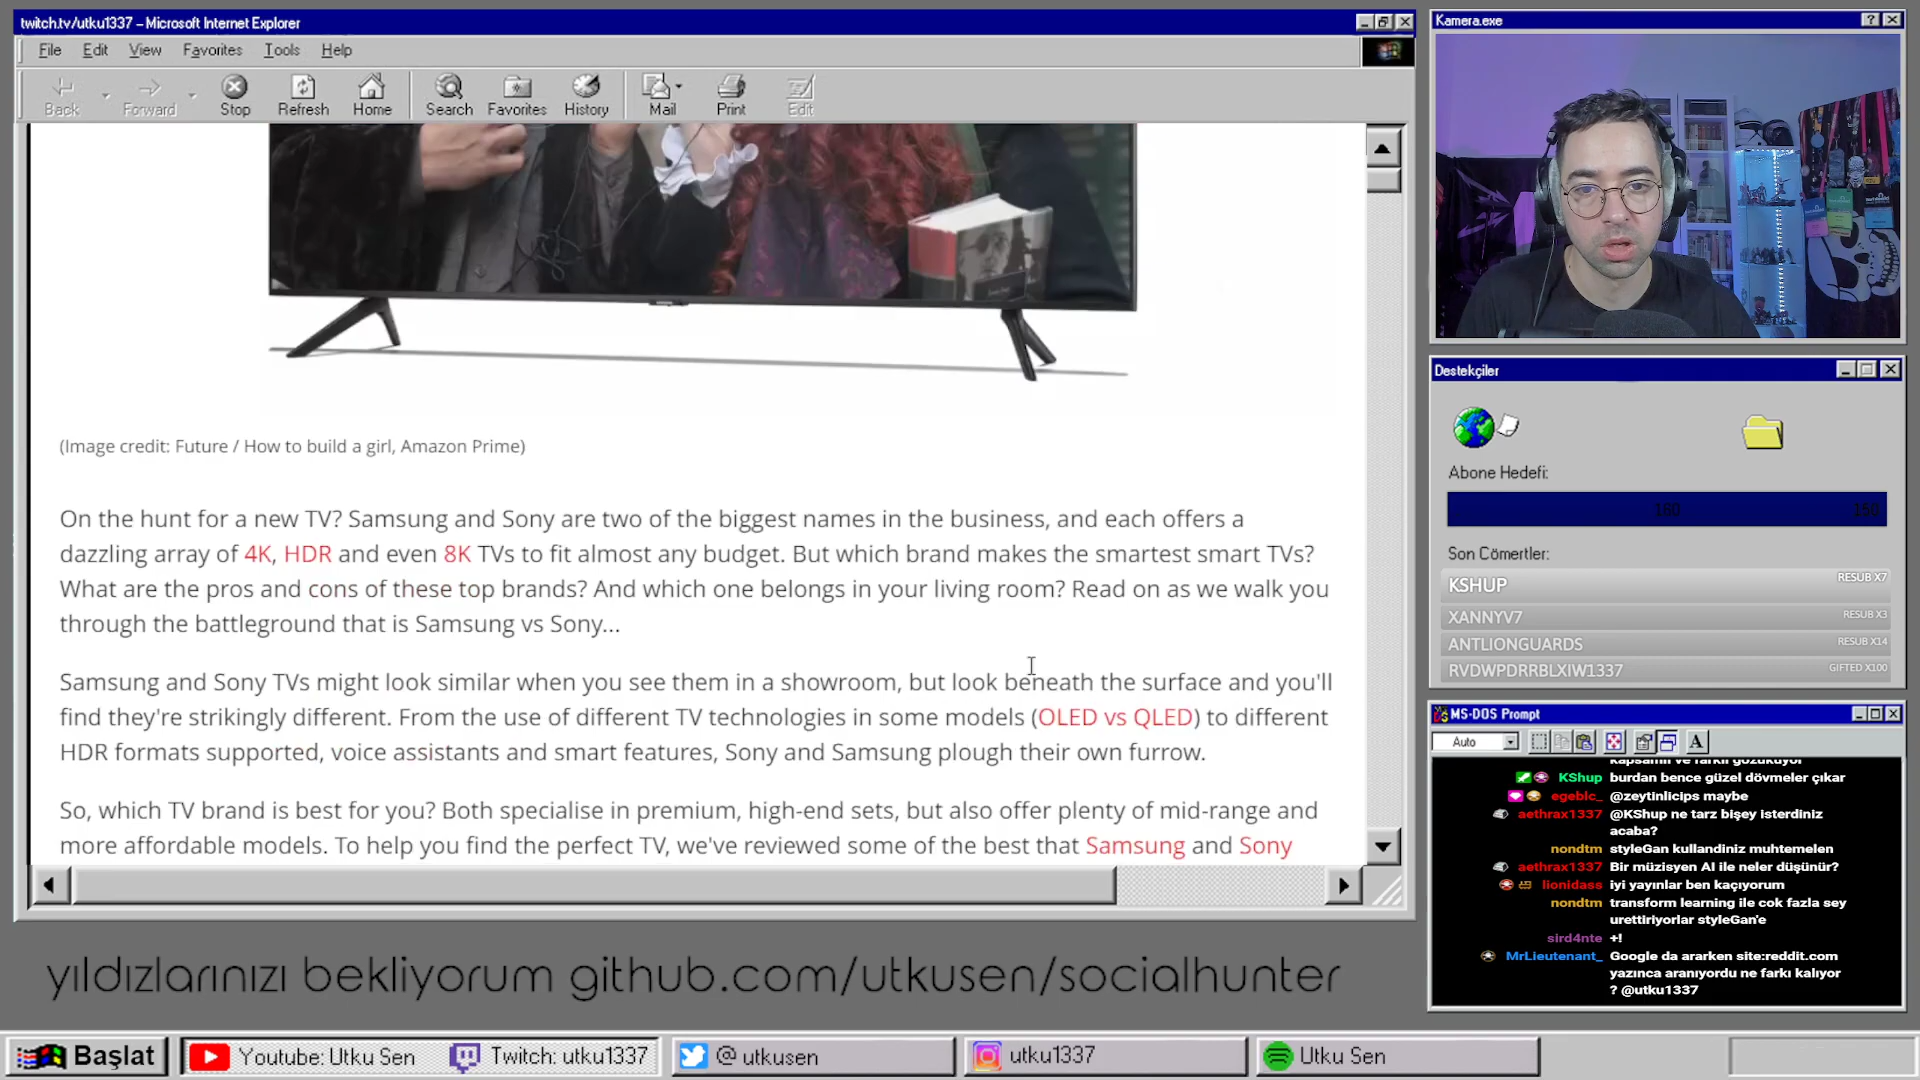 twitch.tv/utku1337 – Microsoft Internet Explorer
File Edit View Favorites Tools Help
Back Forward Stop Refresh Home Search Favorites History Mail Print Edit
(Image credit: Future / How to build a girl, Amazon Prime)
On the hunt for a new TV? Samsung and Sony are two of the biggest names in the business, and each offers a
dazzling array of 4K, HDR and even 8K TVs to fit almost any budget. But which brand makes the smartest smart TVs?
What are the pros and cons of these top brands? And which one belongs in your living room? Read on as we walk you
through the battleground that is Samsung vs Sony...
Samsung and Sony TVs might look similar when you see them in a showroom, but look beneath the surface and you'll
find they're strikingly different. From the use of different TV technologies in some models (OLED vs QLED) to different
HDR formats supported, voice assistants and smart features, Sony and Samsung plough their own furrow.
So, which TV brand is best for you? Both specialise in premium, high-end sets, but also offer plenty of mid-range and
more affordable models. To help you find the perfect TV, we've reviewed some of the best that Samsung and Sony
Kamera.exe
Destekçiler
Abone Hedefi:
160 150
Son Cömertler:
KSHUP RESUB X7
XANNYV7 RESUB X3
ANTLIONGUARDS RESUB X14
RVDWPDRRBLXIW1337 GIFTED X100
MS-DOS Prompt
Auto
A
kapsamlı ve farklı gözüküyor
KShup burdan bence güzel dövmeler çıkar
egeblc_ @zeytinlicips maybe
aethrax1337 @KShup ne tarz bişey isterdiniz
acaba?
nondtm styleGan kullandiniz muhtemelen
aethrax1337 Bir müzisyen AI ile neler düşünür?
lionidass iyi yayınlar ben kaçıyorum
nondtm transform learning ile cok fazla sey
urettiriyorlar styleGan'e
sird4nte +!
MrLieutenant_ Google da ararken site:reddit.com
yazınca aranıyordu ne farkı kalıyor
? @utku1337
yıldızlarınızı bekliyorum github.com/utkusen/socialhunter
Başlat
Youtube: Utku Sen
Twitch: utku1337
@ utkusen
utku1337
Utku Sen